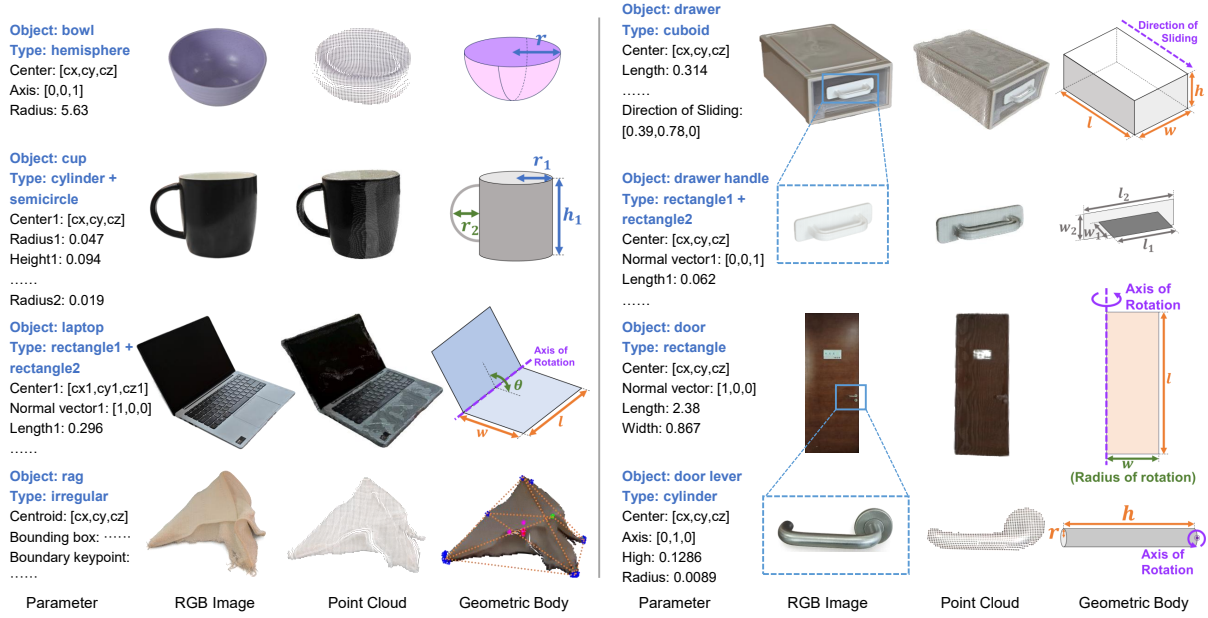 Object: bowl
Type: hemisphere
Center: [cx,cy,cz]
Axis: [0,0,1]
Radius: 5.63
r
Object: cup
Type: cylinder +
semicircle
Center1: [cx,cy,cz]
Radius1: 0.047
Height1: 0.094
……
Radius2: 0.019
r1
r2
h1
Object: laptop
Type: rectangle1 +
rectangle2
Center1: [cx1,cy1,cz1]
Normal vector1: [1,0,0]
Length1: 0.296
……
Axis of
Rotation
θ
w
l
Object: rag
Type: irregular
Centroid: [cx,cy,cz]
Bounding box: ……
Boundary keypoint:
……
Parameter
RGB Image
Point Cloud
Geometric Body
Object: drawer
Type: cuboid
Center: [cx,cy,cz]
Length: 0.314
……
Direction of Sliding:
[0.39,0.78,0]
Direction of
Sliding
h
l
w
Object: drawer handle
Type: rectangle1 +
rectangle2
Center: [cx,cy,cz]
Normal vector1: [0,0,1]
Length1: 0.062
……
l2
w2
w1
l1
Object: door
Type: rectangle
Center: [cx,cy,cz]
Normal vector: [1,0,0]
Length: 2.38
Width: 0.867
Axis of
Rotation
l
w
(Radius of rotation)
Object: door lever
Type: cylinder
Center: [cx,cy,cz]
Axis: [0,1,0]
High: 0.1286
Radius: 0.0089
h
r
Axis of
Rotation
Parameter
RGB Image
Point Cloud
Geometric Body